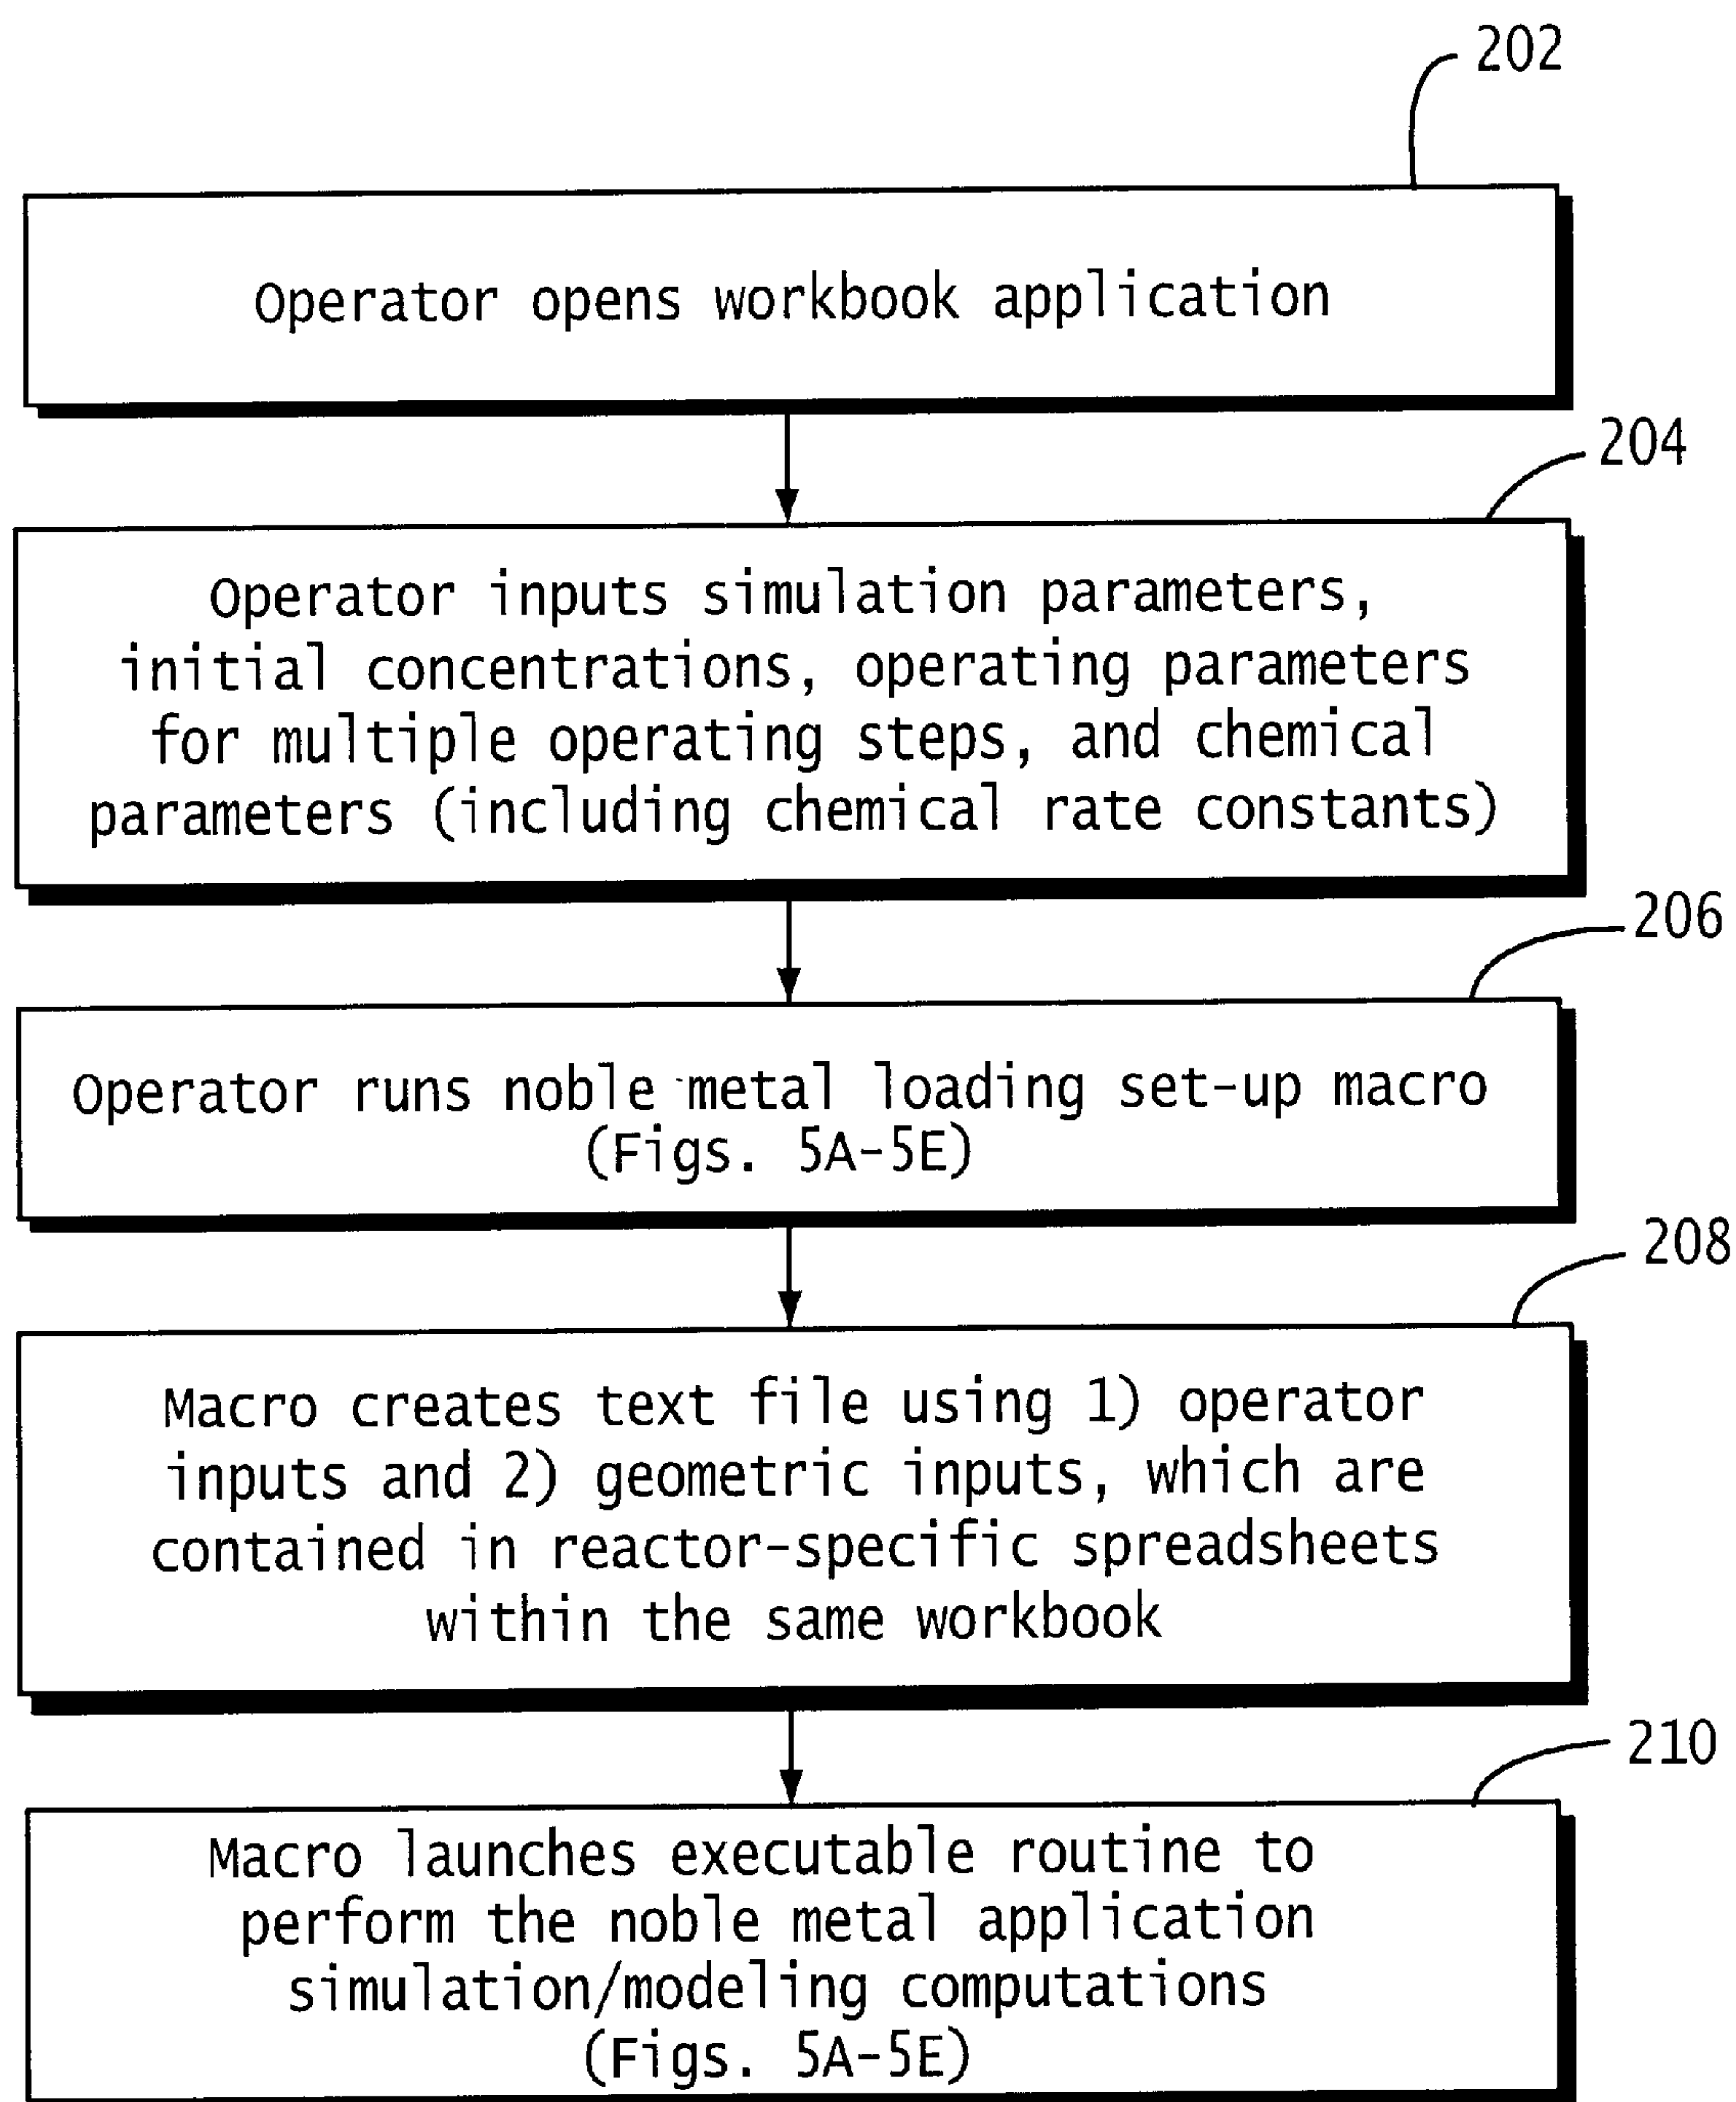 202
Operator opens workbook application
204
Operator inputs simulation parameters,
initial concentrations, operating parameters
for multiple operating steps, and chemical
parameters (including chemical rate constants)
206
Operator runs noble metal loading set-up macro
(Figs. 5A-5E)
208
Macro creates text file using 1) operator
inputs and 2) geometric inputs, which are
contained in reactor-specific spreadsheets
within the same workbook
210
Macro launches executable routine to
perform the noble metal application
simulation/modeling computations
(Figs. 5A-5E)